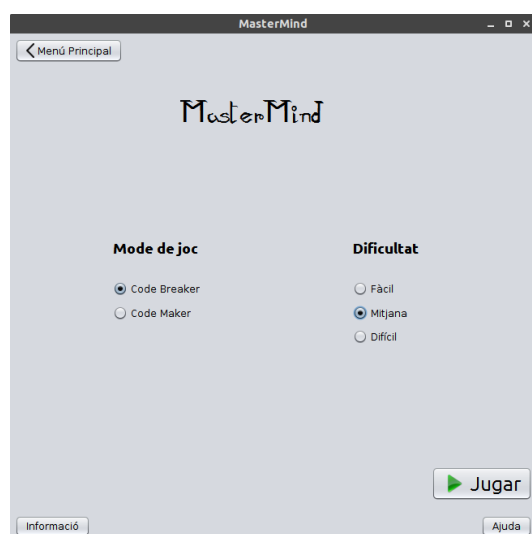 MasterMind
Menú Principal
MasterMind
Mode de joc
Dificultat
Code Breaker
Fàcil
Code Maker
Mitjana
Difícil
Jugar
Informació
Ajuda